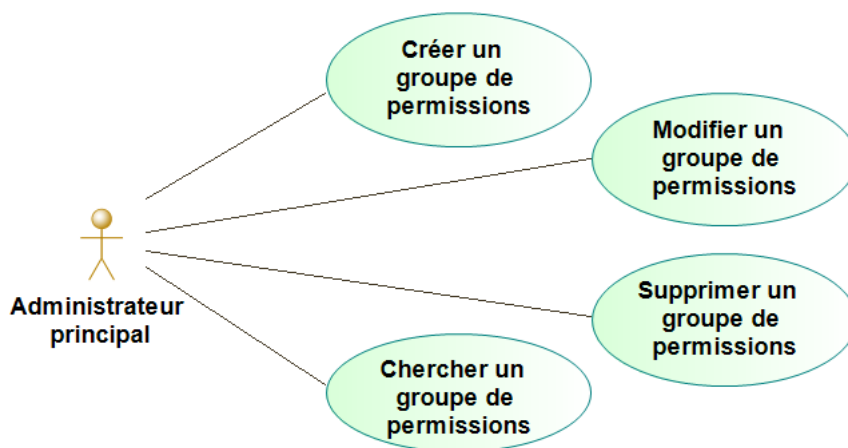 Créer un
groupe de
permissions
Modifier un
groupe de
permissions
Administrateur
principal
Supprimer un
groupe de
permissions
Chercher un
groupe de
permissions